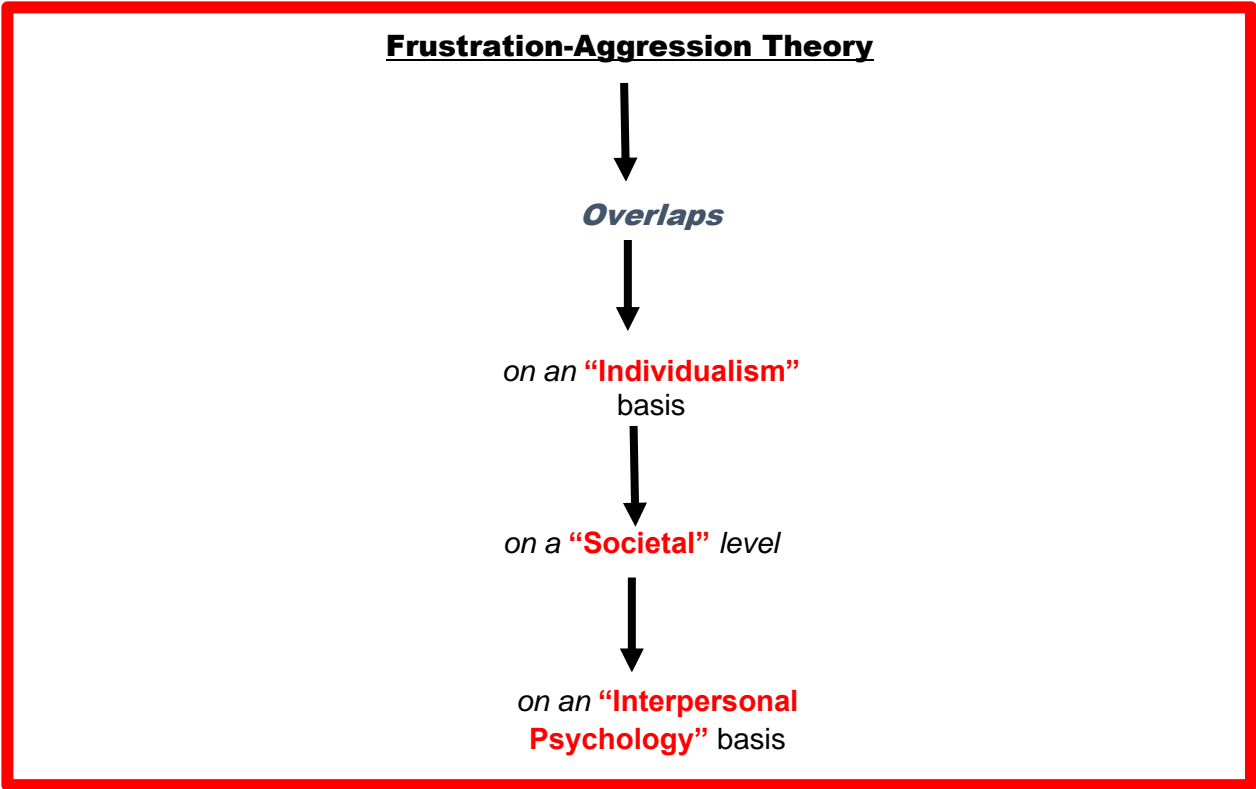 Frustration-Aggression Theory
Overlaps
on an “Individualism”
basis
on a “Societal” level
on an “Interpersonal
Psychology” basis